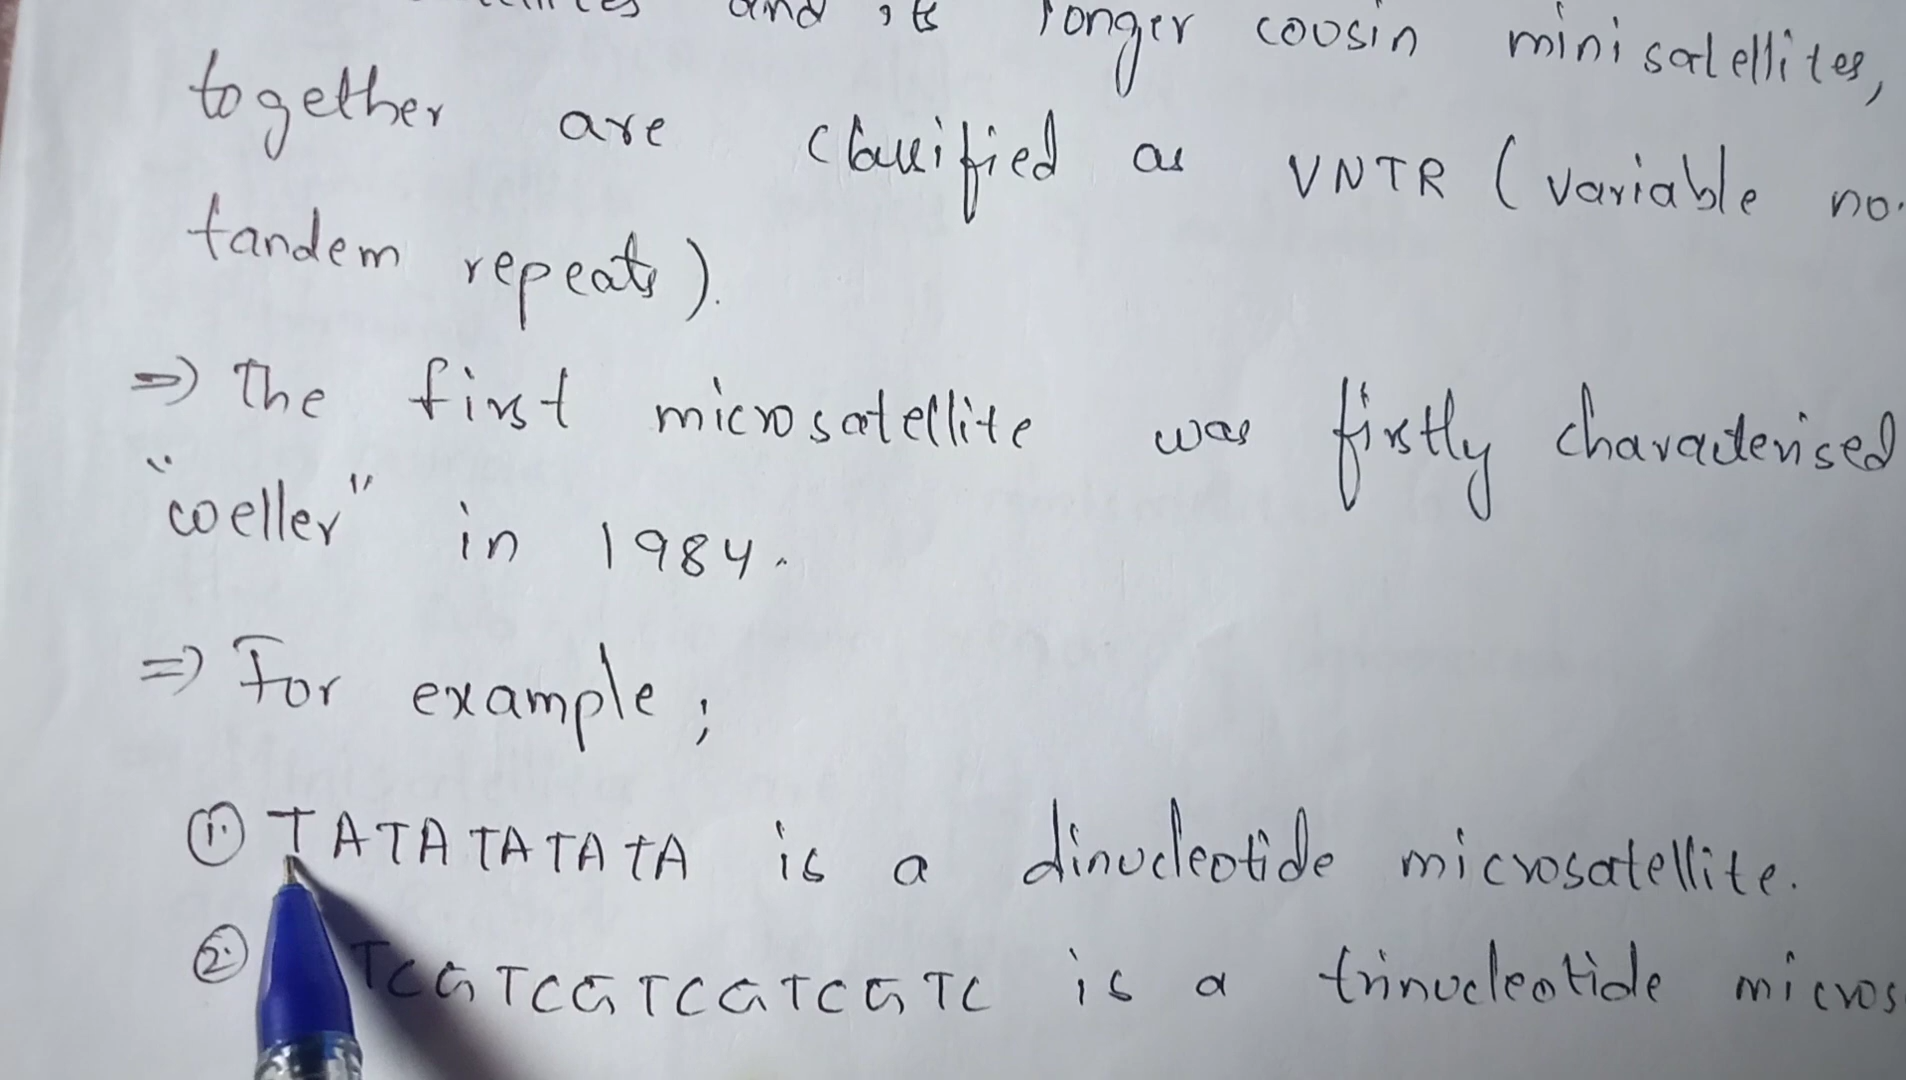 and its longer cousin minisatellites,
together are classified as VNTR (variable no.
tandem repeats).
⇒ The first microsatellite was firstly characterised
"coeller" in 1984.
⇒ For example;
① TATATATATA is a dinucleotide microsatellite.
② TCGTCGTCGTCGTC is a trinucleotide micros